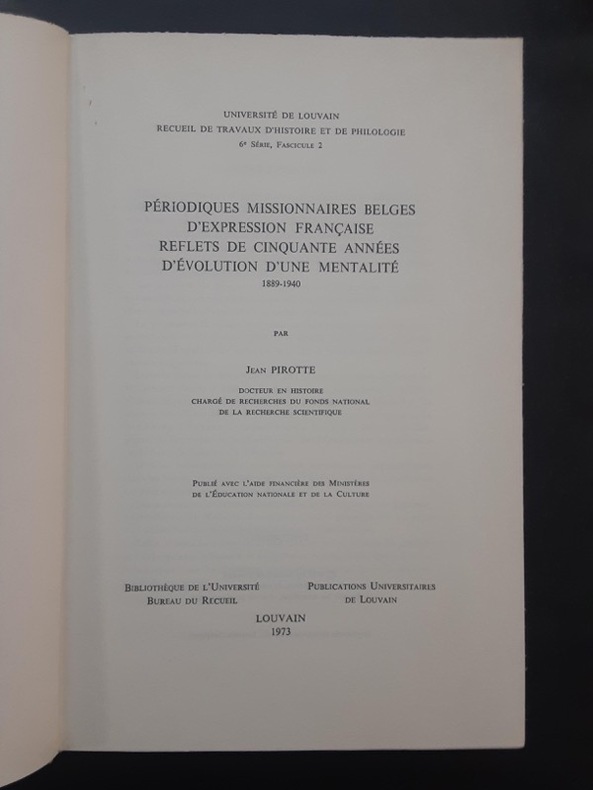 UNIVERSITÉ DE LOUVAIN
RECUEIL DE TRAVAUX D'HISTOIRE ET DE PHILOLOGIE
6e SÉRIE, FASCICULE 2
PÉRIODIQUES MISSIONNAIRES BELGES
D'EXPRESSION FRANÇAISE
REFLETS DE CINQUANTE ANNÉES
D'ÉVOLUTION D'UNE MENTALITÉ
1889-1940
PAR
JEAN PIROTTE
DOCTEUR EN HISTOIRE
CHARGÉ DE RECHERCHES DU FONDS NATIONAL
DE LA RECHERCHE SCIENTIFIQUE
PUBLIÉ AVEC L'AIDE FINANCIÈRE DES MINISTÈRES
DE L'ÉDUCATION NATIONALE ET DE LA CULTURE
BIBLIOTHÈQUE DE L'UNIVERSITÉ
BUREAU DU RECUEIL
PUBLICATIONS UNIVERSITAIRES
DE LOUVAIN
LOUVAIN
1973